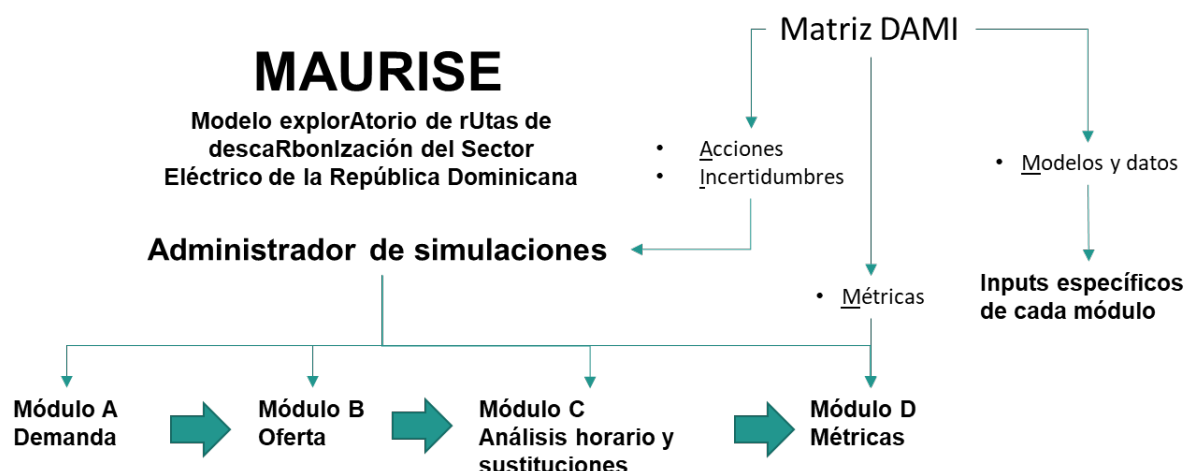 Matriz DAMI
MAURISE
Modelo explorAtorio de rUtas de
descaRbonIzación del Sector
Eléctrico de la República Dominicana
• Acciones
• Incertidumbres
• Modelos y datos
Administrador de simulaciones
• Métricas
Inputs específicos
de cada módulo
Módulo A
Demanda
Módulo B
Oferta
Módulo C
Análisis horario y
sustituciones
Módulo D
Métricas